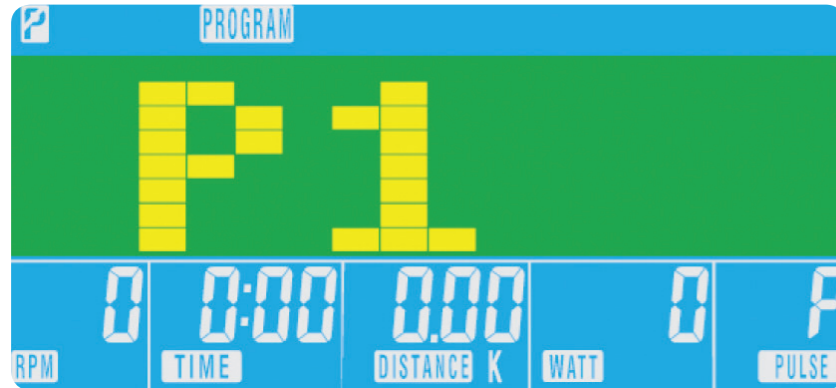 P PROGRAM
P1
0 0:00 0.00 0 P
RPM TIME DISTANCE K WATT PULSE